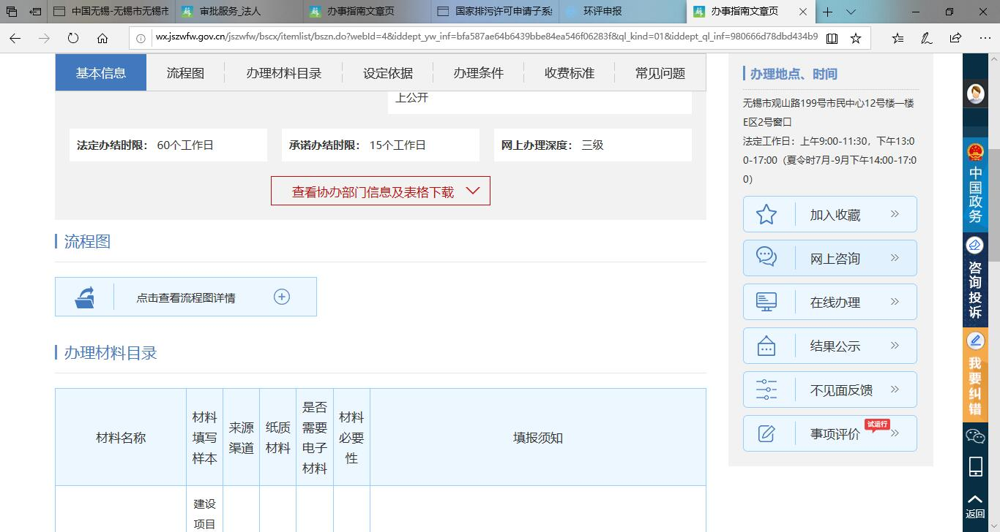 中国无锡-无锡市无锡市
审批服务_法人
办事指南文章页
国家排污许可申请子系
环评申报
办事指南文章页
wx.jszwfw.gov.cn/jszwfw/bscx/itemlist/bszn.do?webId=4&iddept_yw_inf=bfa587ae64b6439bbe84ea546f06283f&ql_kind=01&iddept_ql_inf=980666d78dbd434b9
基本信息
流程图
办理材料目录
设定依据
办理条件
收费标准
常见问题
上公开
法定办结时限： 60个工作日
承诺办结时限： 15个工作日
网上办理深度： 三级
查看协办部门信息及表格下载
流程图
点击查看流程图详情
办理材料目录
材料名称
材料
填写
样本
来源
渠道
纸质
材料
是否
需要
电子
材料
材料
必要
性
填报须知
建设
项目
办理地点、时间
无锡市观山路199号市民中心12号楼一楼
E区2号窗口
法定工作日：上午9:00-11:30，下午13:0
0-17:00（夏令时7月-9月下午14:00-17:0
0）
加入收藏
网上咨询
在线办理
结果公示
不见面反馈
事项评价
试运行
中国政务
咨询投诉
我要纠错
返回